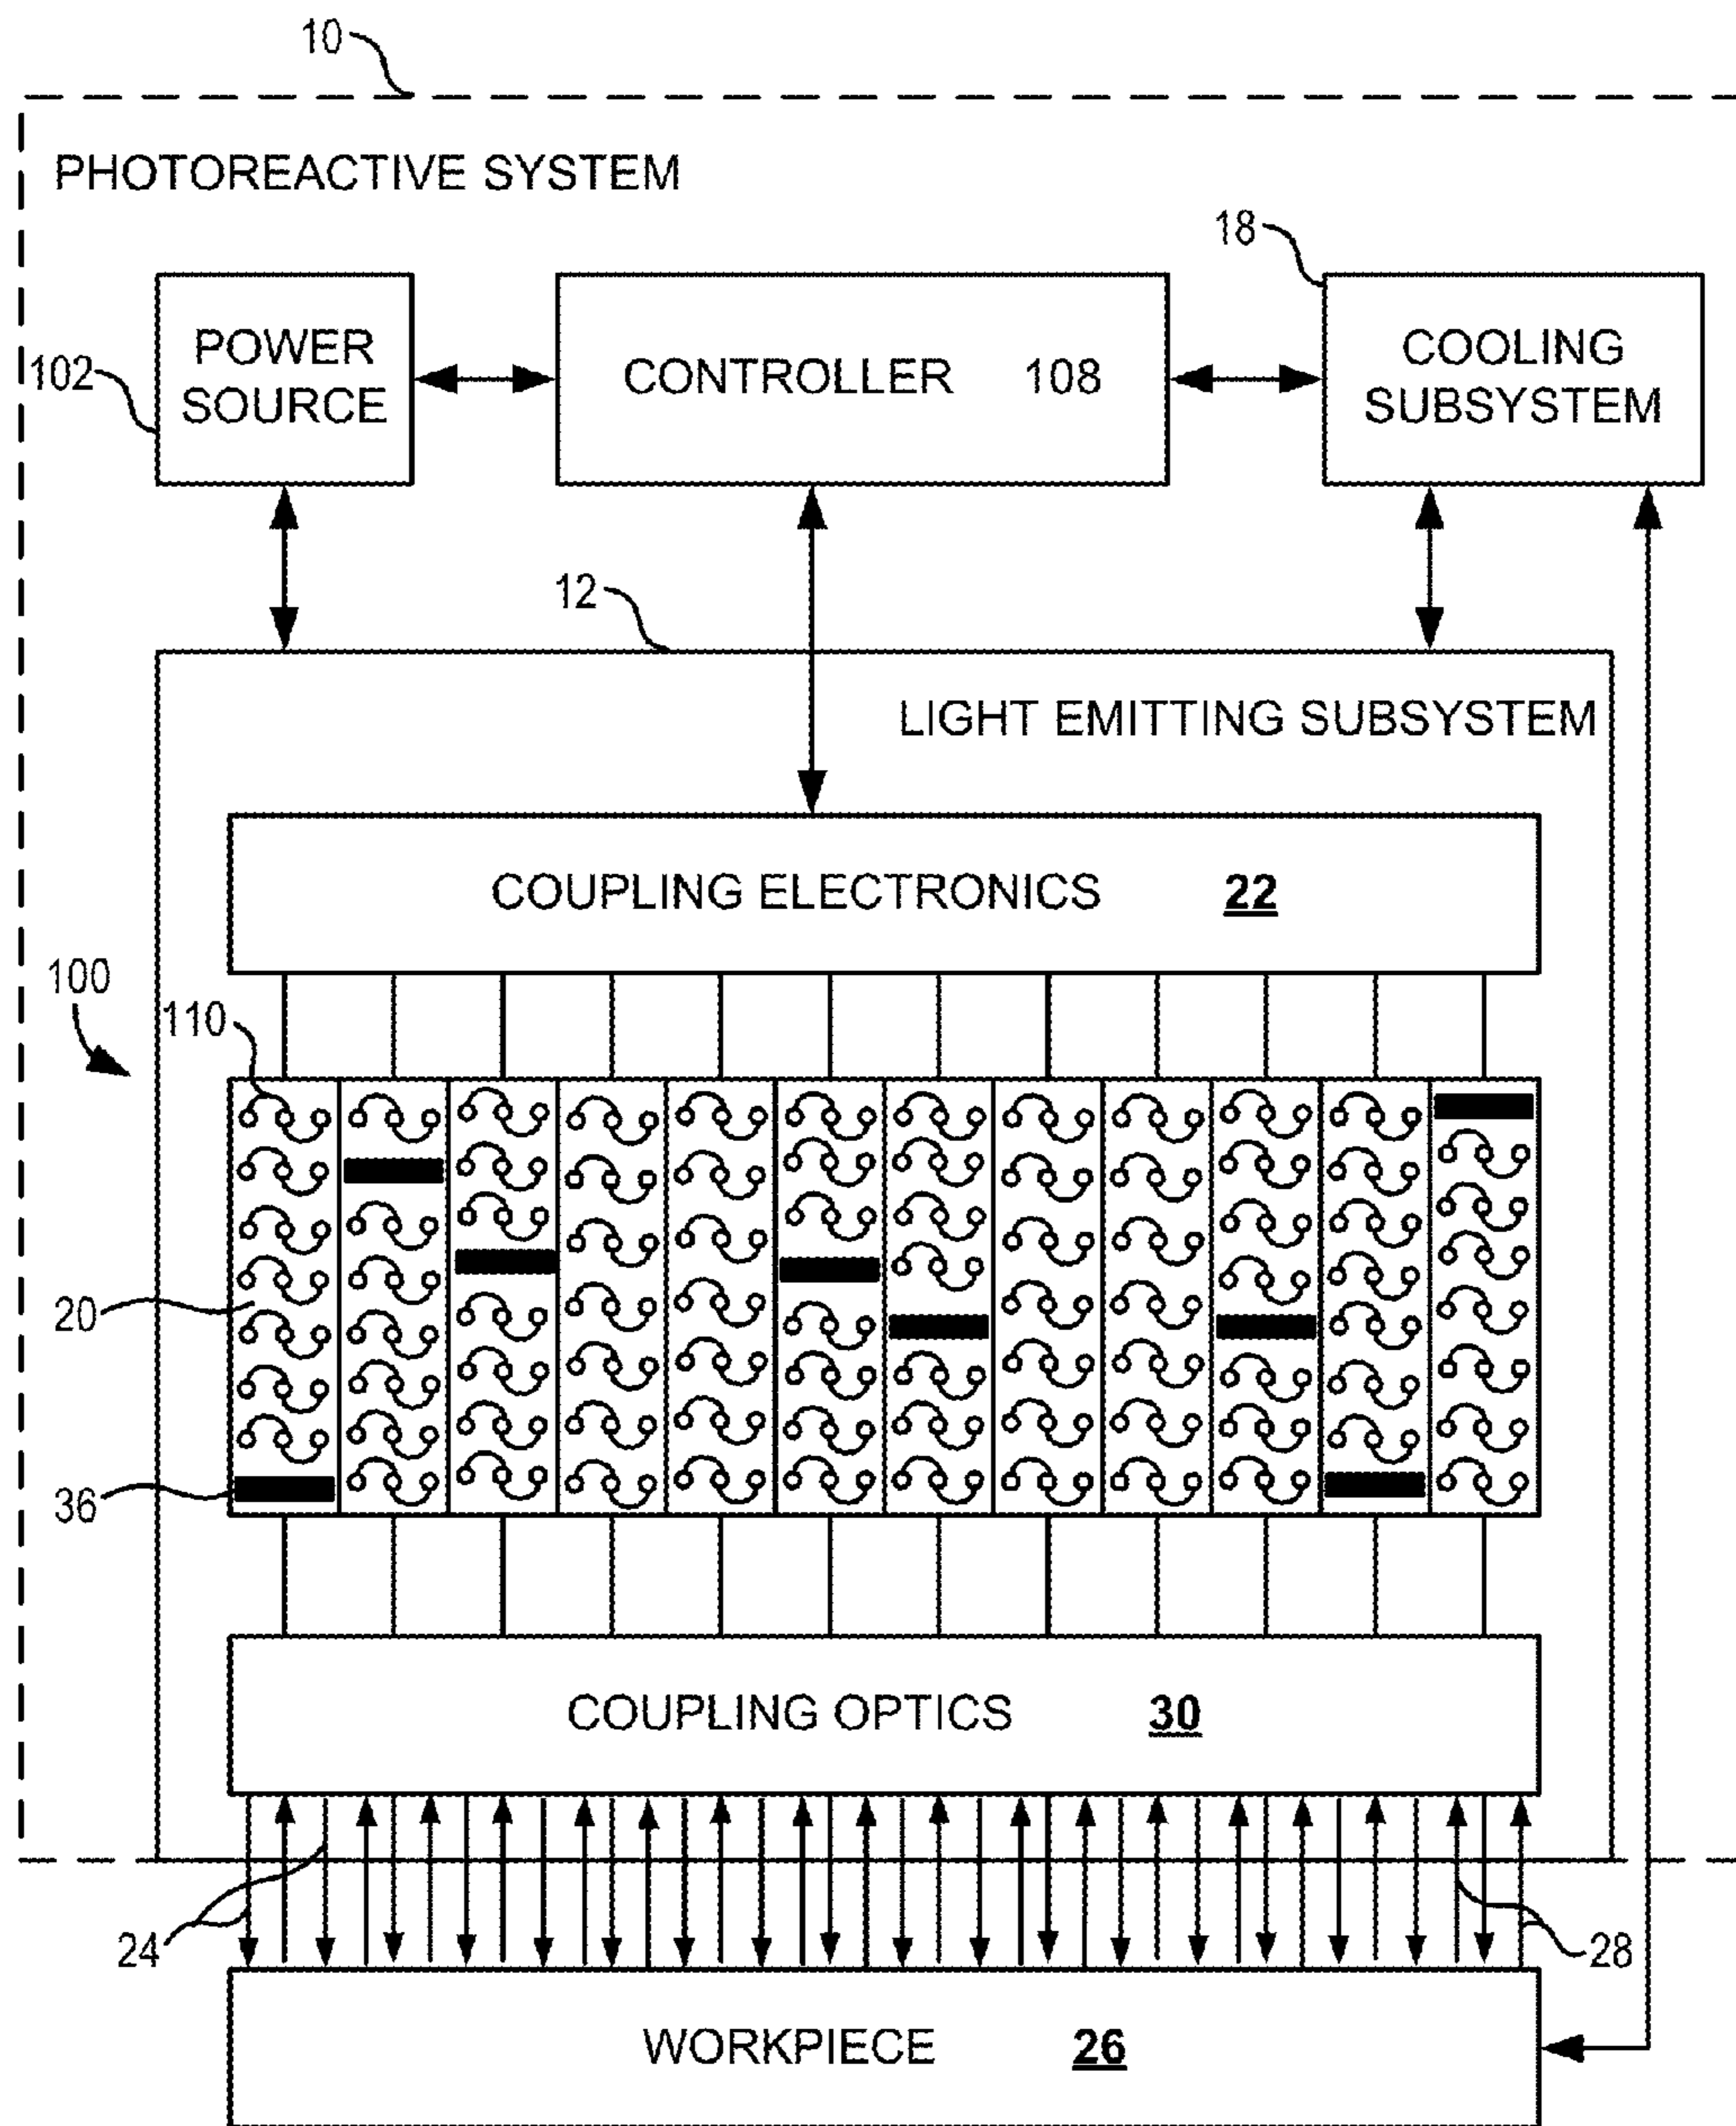 10
PHOTOREACTIVE SYSTEM
18
102
POWER
SOURCE
CONTROLLER 108
COOLING
SUBSYSTEM
12
LIGHT EMITTING SUBSYSTEM
COUPLING ELECTRONICS 22
100
110
20
36
COUPLING OPTICS 30
24
28
WORKPIECE 26